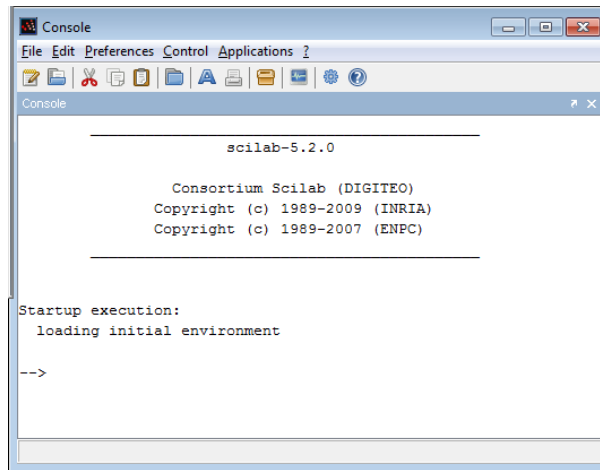 Console
File Edit Preferences Control Applications ?
Console
scilab-5.2.0
Consortium Scilab (DIGITEO)
Copyright (c) 1989-2009 (INRIA)
Copyright (c) 1989-2007 (ENPC)
Startup execution:
loading initial environment
-->